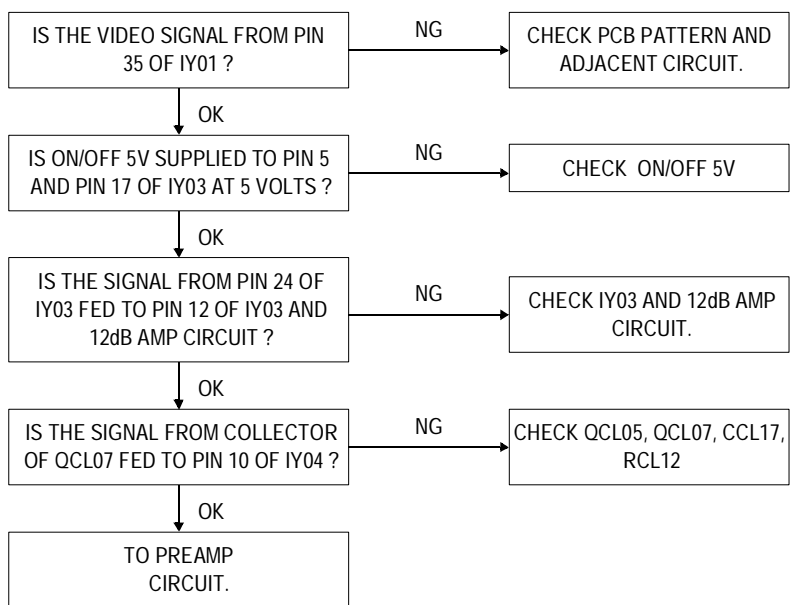 IS THE VIDEO SIGNAL FROM PIN
35 OF IY01 ?
NG
CHECK PCB PATTERN AND
ADJACENT CIRCUIT.
OK
IS ON/OFF 5V SUPPLIED TO PIN 5
AND PIN 17 OF IY03 AT 5 VOLTS ?
NG
CHECK ON/OFF 5V
OK
IS THE SIGNAL FROM PIN 24 OF
IY03 FED TO PIN 12 OF IY03 AND
12dB AMP CIRCUIT ?
NG
CHECK IY03 AND 12dB AMP
CIRCUIT.
OK
IS THE SIGNAL FROM COLLECTOR
OF QCL07 FED TO PIN 10 OF IY04 ?
NG
CHECK QCL05, QCL07, CCL17,
RCL12
OK
TO PREAMP
CIRCUIT.